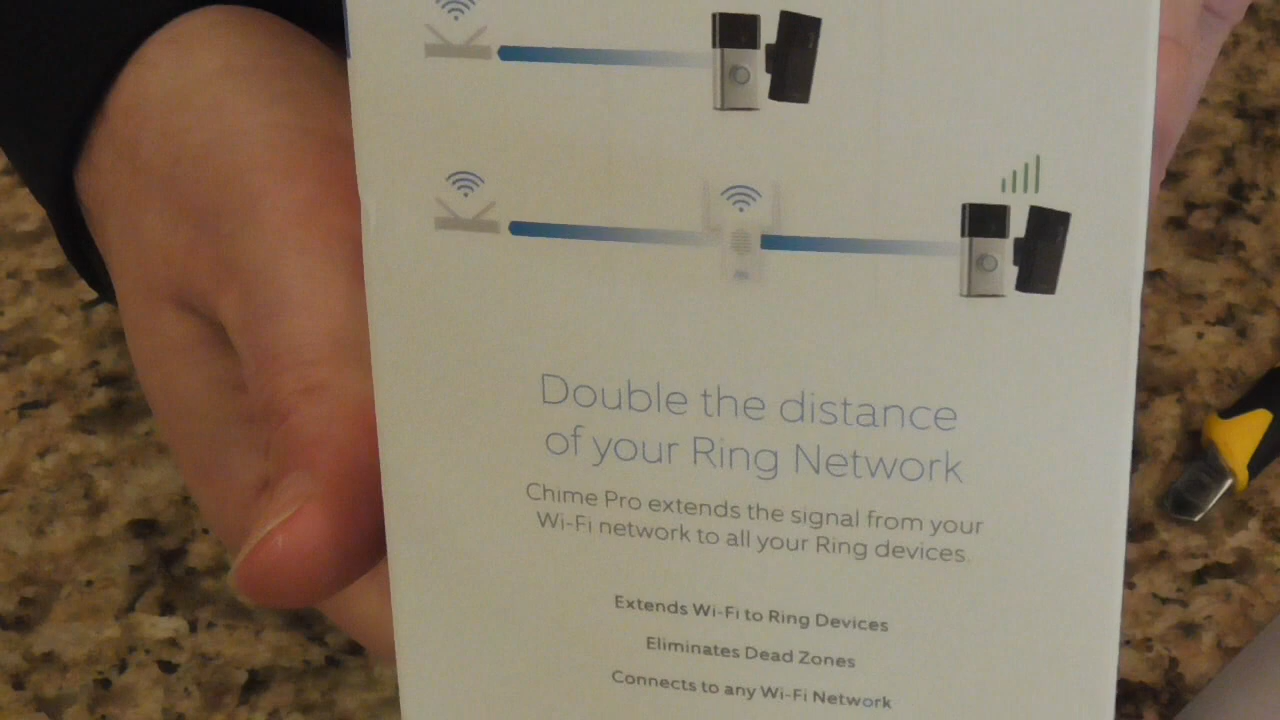 Double the distance
of your Ring Network
Chime Pro extends the signal from your
Wi-Fi network to all your Ring devices.
Extends Wi-Fi to Ring Devices
Eliminates Dead Zones
Connects to any Wi-Fi Network